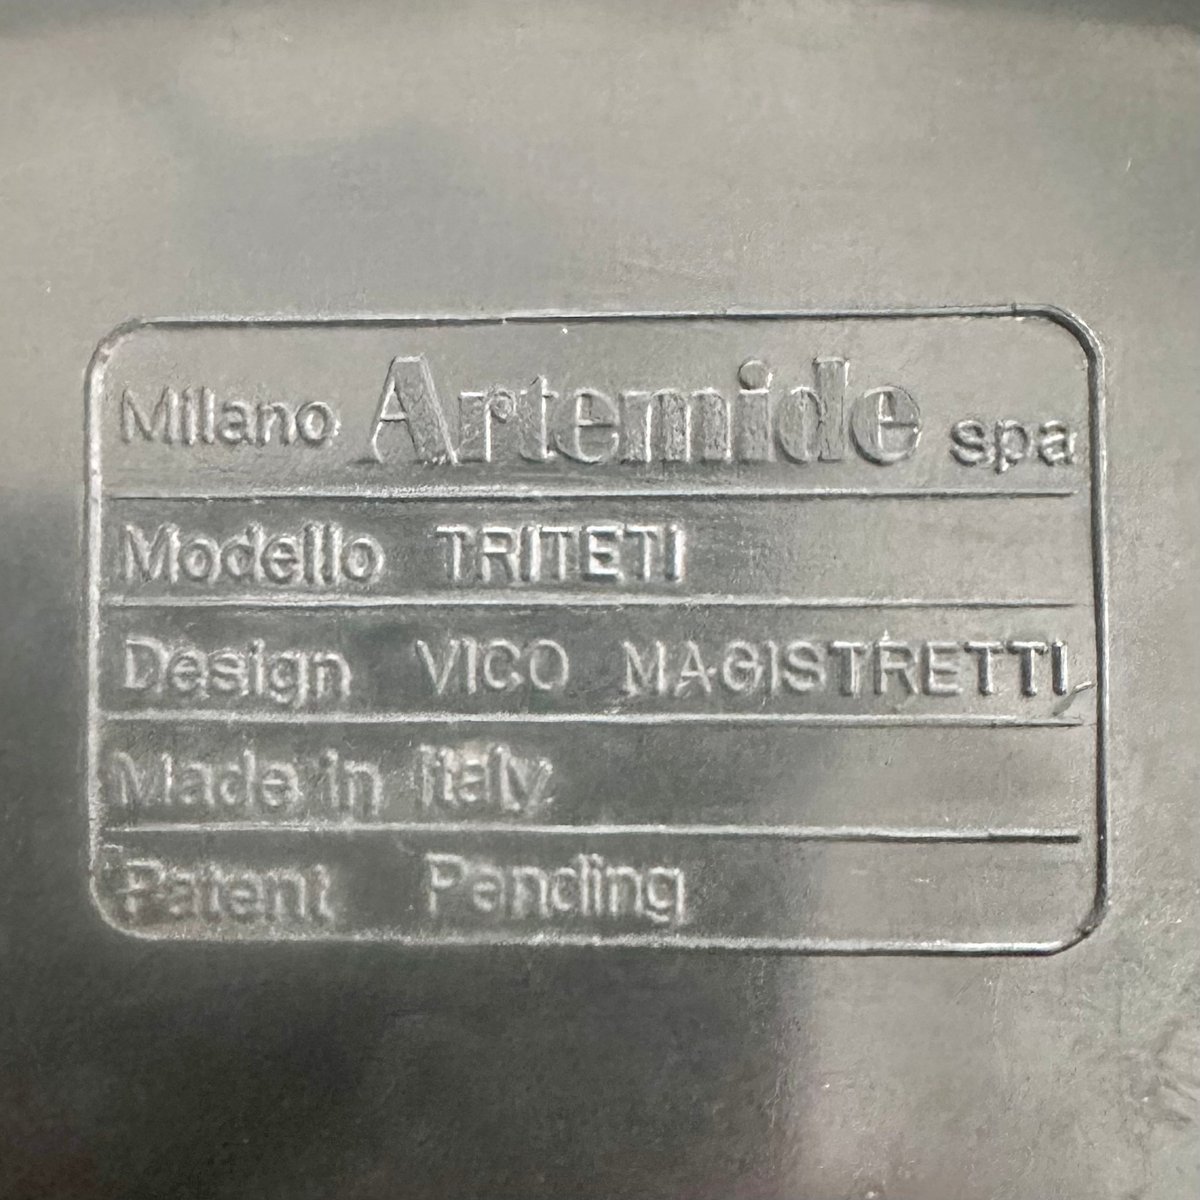 Milano Artemide spa
Modello TRITETI
Design VICO MAGISTRETTI
Made in Italy
Patent Pending